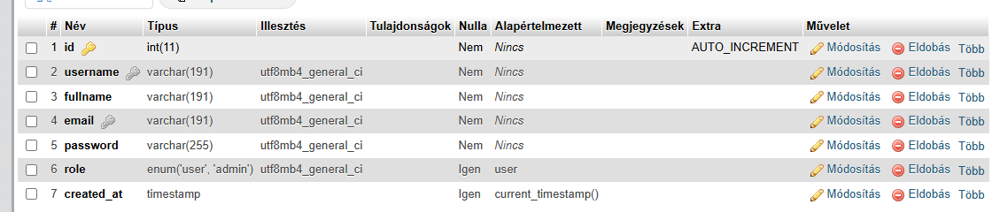 # Név Típus Illesztés Tulajdonságok Nulla Alapértelmezett Megjegyzések Extra Művelet
1 id int(11) Nem Nincs AUTO_INCREMENT Módosítás Eldobás Több
2 username varchar(191) utf8mb4_general_ci Nem Nincs Módosítás Eldobás Több
3 fullname varchar(191) utf8mb4_general_ci Nem Nincs Módosítás Eldobás Több
4 email varchar(191) utf8mb4_general_ci Nem Nincs Módosítás Eldobás Több
5 password varchar(255) utf8mb4_general_ci Nem Nincs Módosítás Eldobás Több
6 role enum('user', 'admin') utf8mb4_general_ci Igen user Módosítás Eldobás Több
7 created_at timestamp Igen current_timestamp() Módosítás Eldobás Több